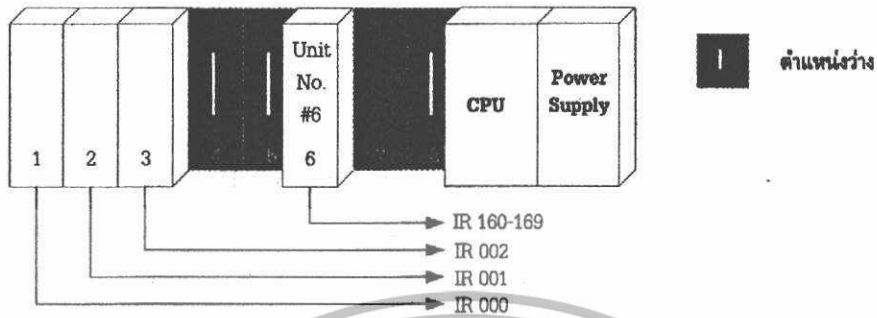 Unit
No.
#6
1 2 3 6
CPU
Power
Supply
ตำแหน่งว่าง
IR 160-169
IR 002
IR 001
IR 000